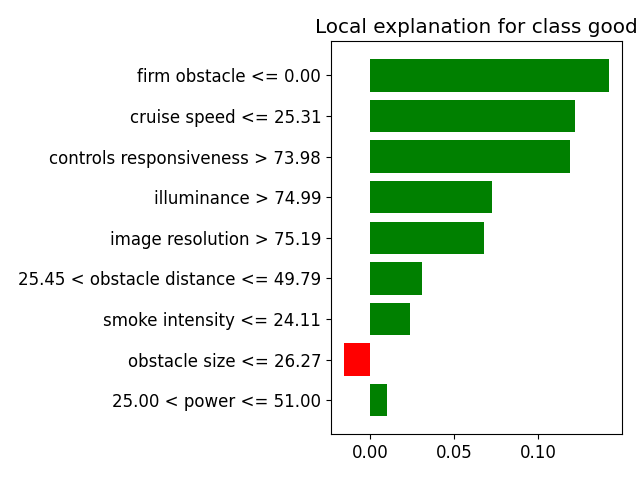 Local explanation for class good
firm obstacle <= 0.00
cruise speed <= 25.31
controls responsiveness > 73.98
illuminance > 74.99
image resolution > 75.19
25.45 < obstacle distance <= 49.79
smoke intensity <= 24.11
obstacle size <= 26.27
25.00 < power <= 51.00
0.00 0.05 0.10